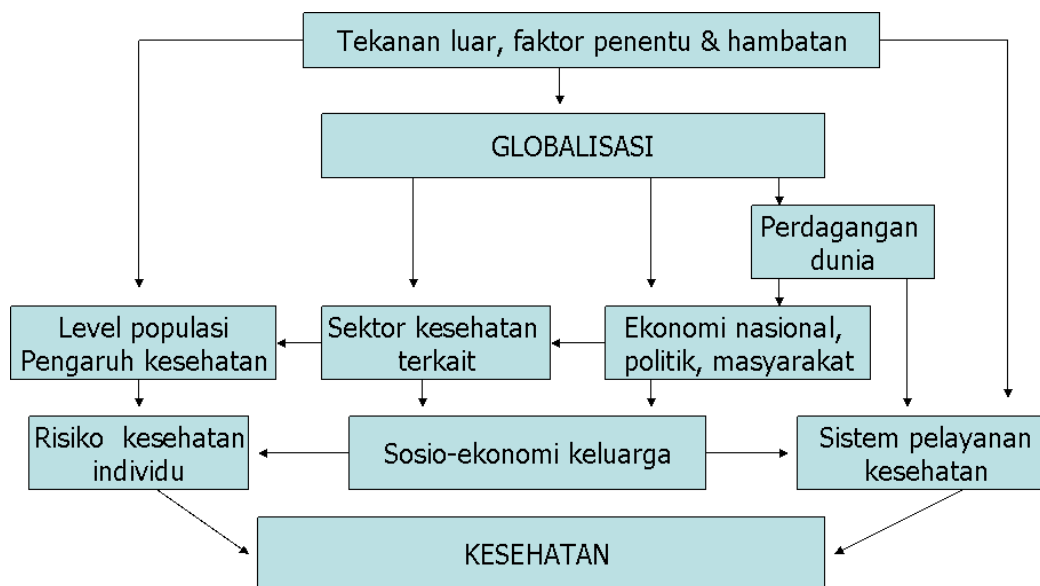 Tekanan luar, faktor penentu & hambatan
GLOBALISASI
Perdagangan
dunia
Level populasi
Pengaruh kesehatan
Sektor kesehatan
terkait
Ekonomi nasional,
politik, masyarakat
Risiko kesehatan
individu
Sosio-ekonomi keluarga
Sistem pelayanan
kesehatan
KESEHATAN